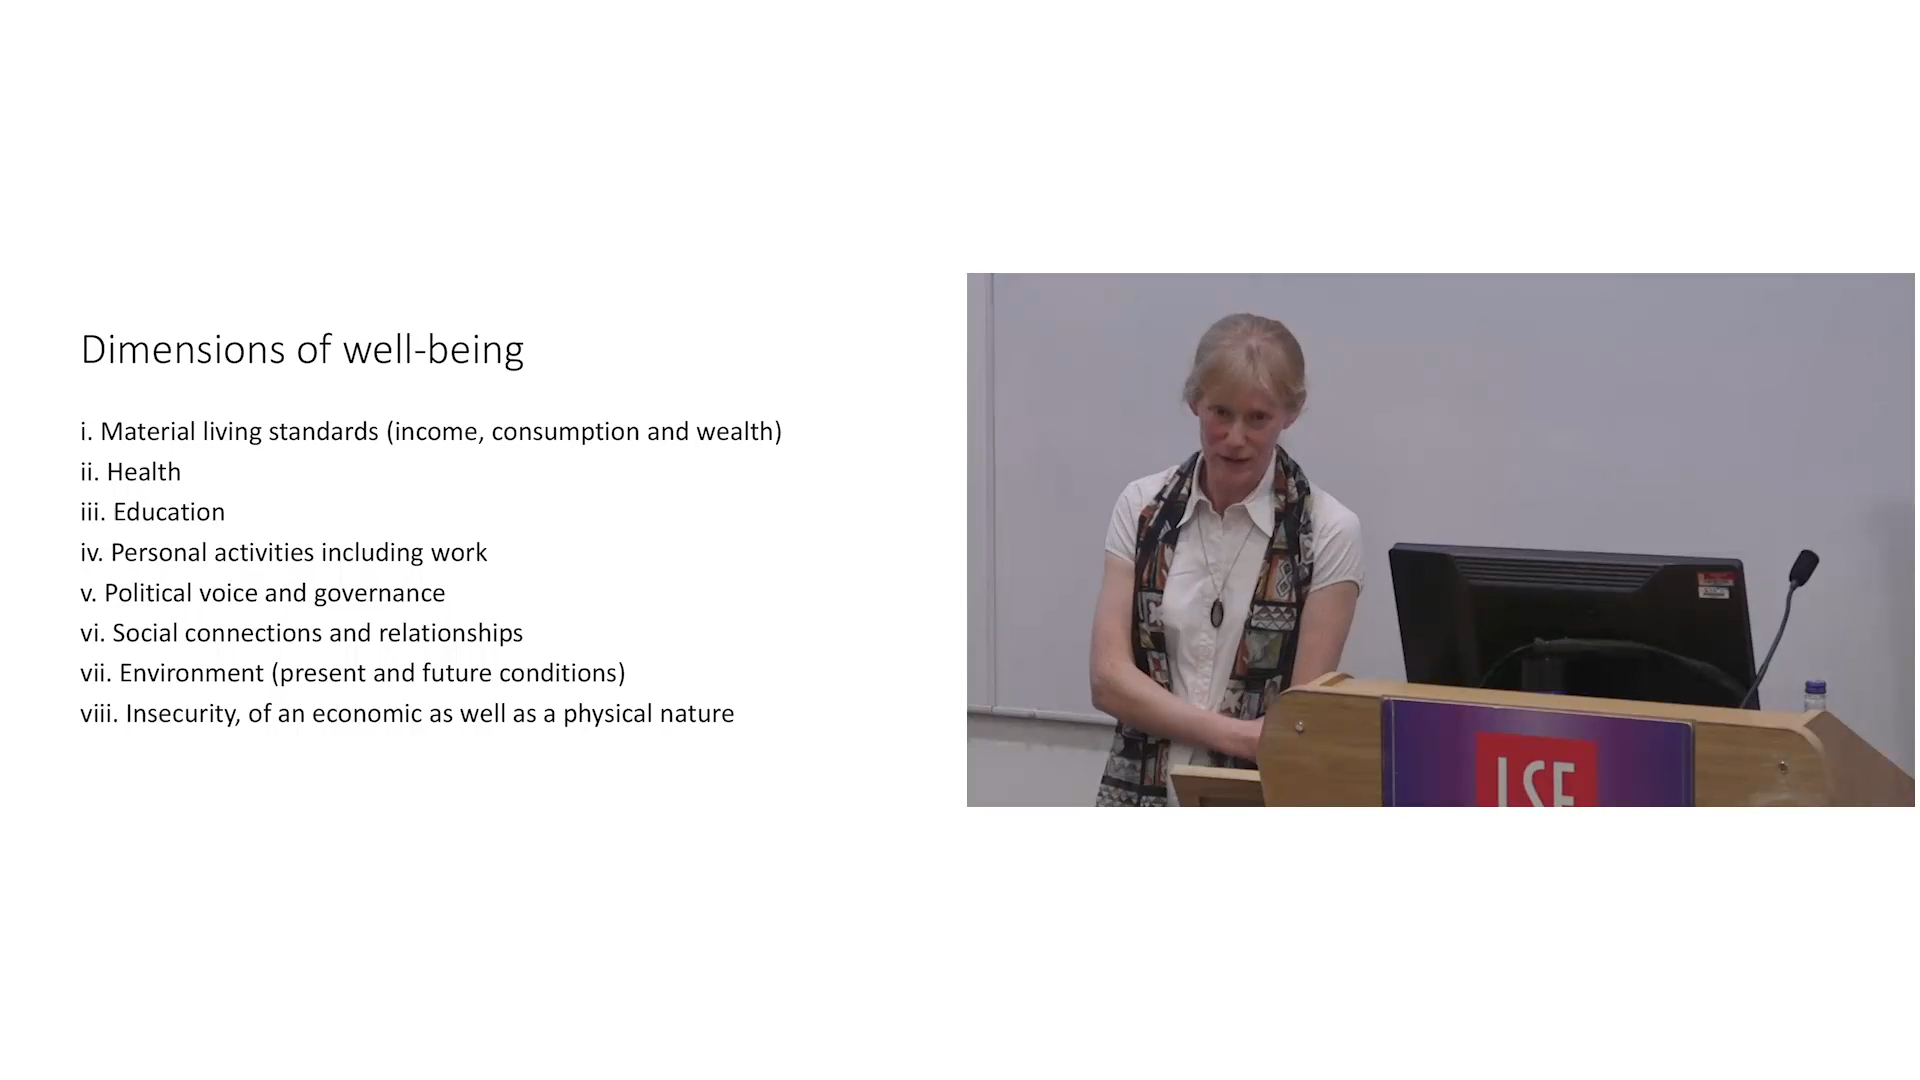 Dimensions of well-being
i. Material living standards (income, consumption and wealth)
ii. Health
iii. Education
iv. Personal activities including work
v. Political voice and governance
vi. Social connections and relationships
vii. Environment (present and future conditions)
viii. Insecurity, of an economic as well as a physical nature
LSE